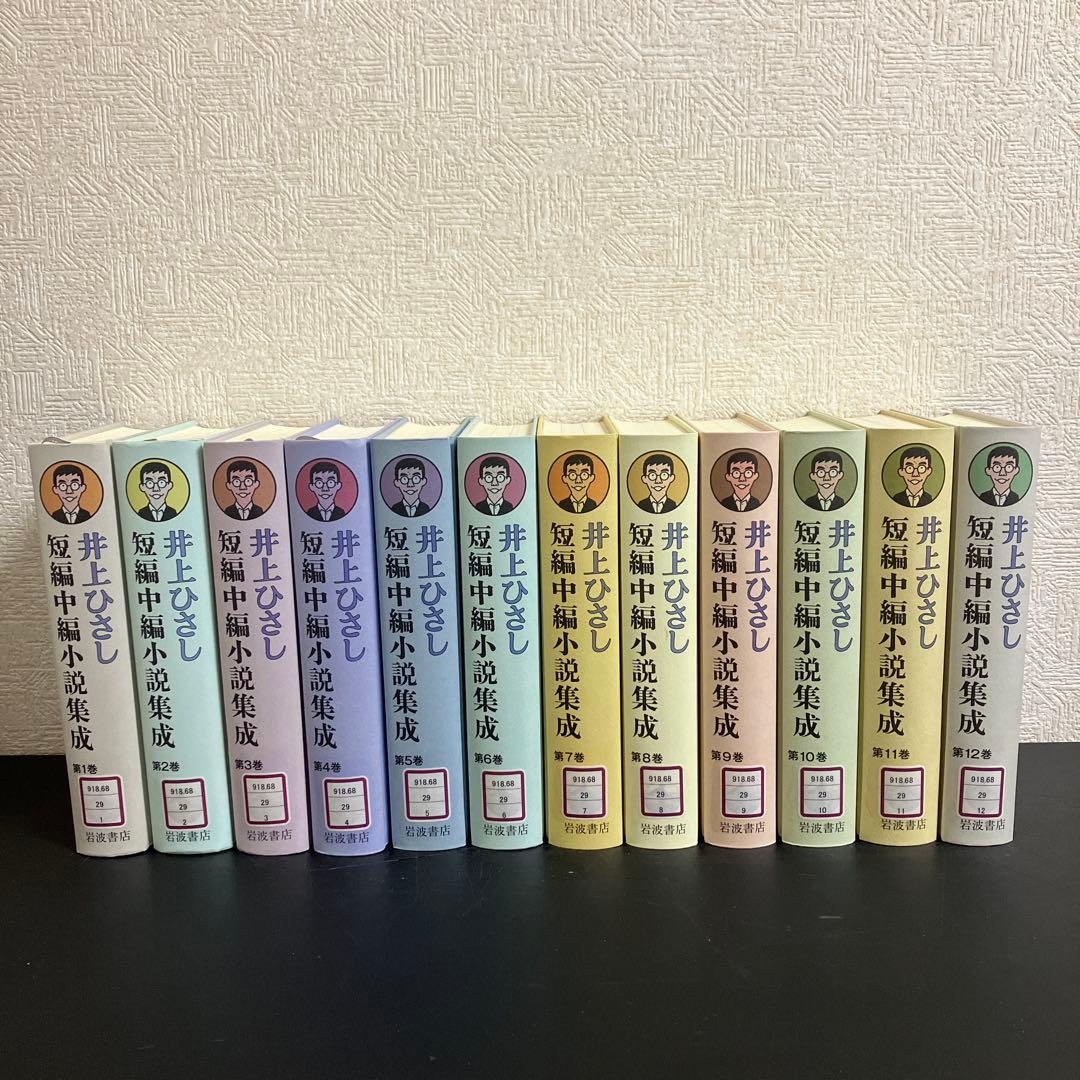 井上ひさし
短編中編小説集成
第1巻
918.68
29
1
岩波書店
井上ひさし
短編中編小説集成
第2巻
918.68
29
2
岩波書店
井上ひさし
短編中編小説集成
第3巻
918.68
29
3
岩波書店
井上ひさし
短編中編小説集成
第4巻
918.68
29
4
岩波書店
井上ひさし
短編中編小説集成
第5巻
918.68
29
5
岩波書店
井上ひさし
短編中編小説集成
第6巻
918.68
29
6
岩波書店
井上ひさし
短編中編小説集成
第7巻
918.68
29
7
岩波書店
井上ひさし
短編中編小説集成
第8巻
918.68
29
8
岩波書店
井上ひさし
短編中編小説集成
第9巻
918.68
29
9
岩波書店
井上ひさし
短編中編小説集成
第10巻
918.68
29
10
岩波書店
井上ひさし
短編中編小説集成
第11巻
918.68
29
11
岩波書店
井上ひさし
短編中編小説集成
第12巻
918.68
29
12
岩波書店